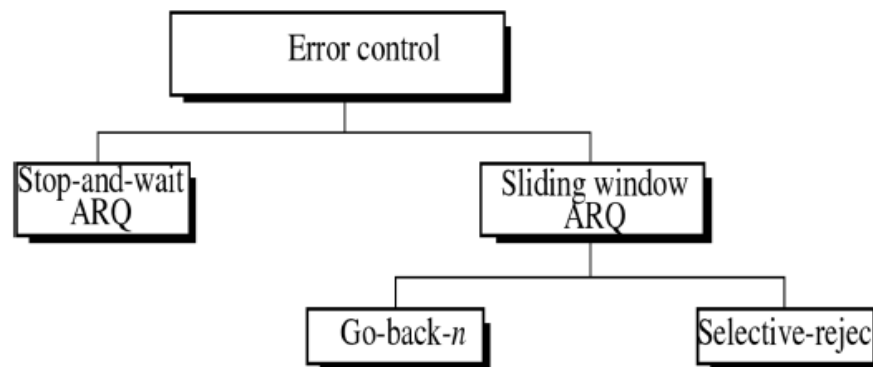 Error control
Stop-and-wait
ARQ
Sliding window
ARQ
Go-back-n
Selective-rejec